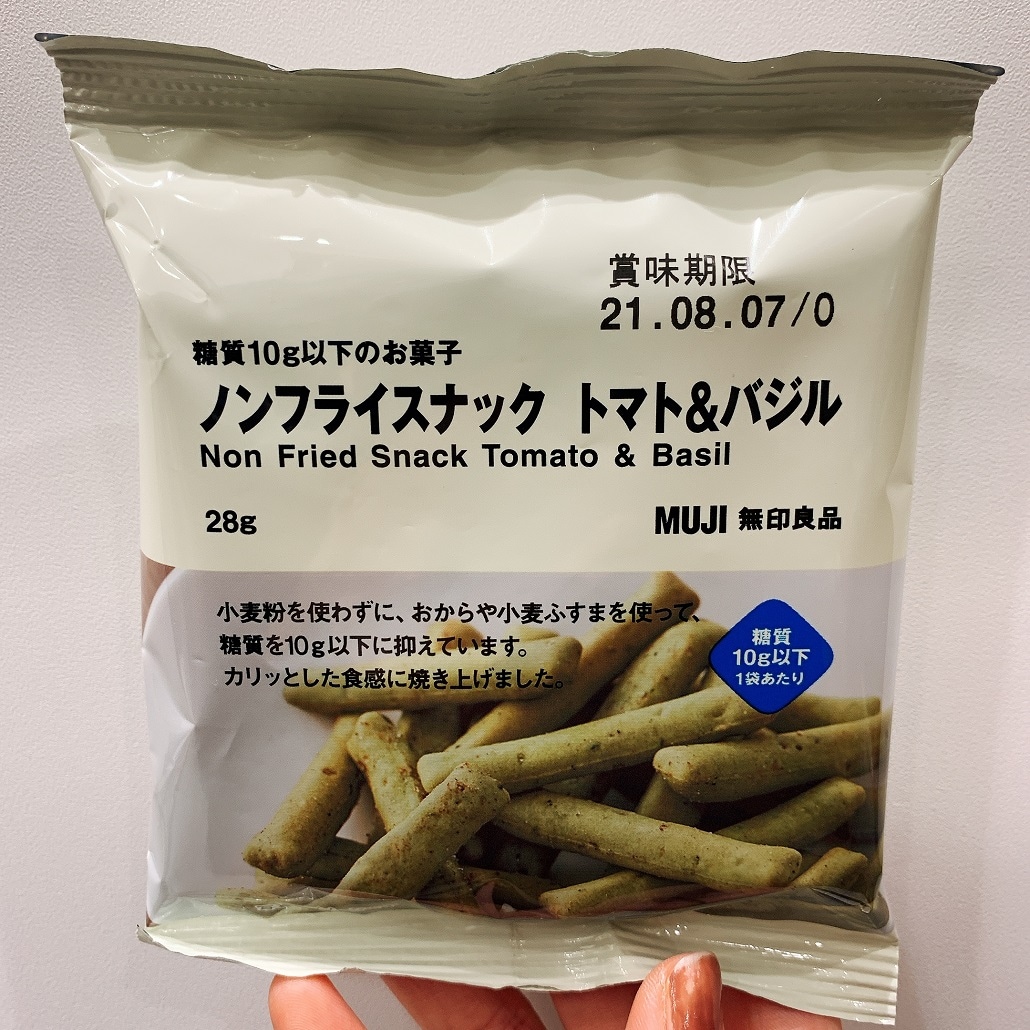 賞味期限
21.08.07/0
糖質10g以下のお菓子
ノンフライスナック トマト&バジル
Non Fried Snack Tomato & Basil
28g
MUJI 無印良品
小麦粉を使わずに、おからや小麦ふすまを使って、
糖質を10g以下に抑えています。
カリッとした食感に焼き上げました。
糖質
10g以下
1袋あたり